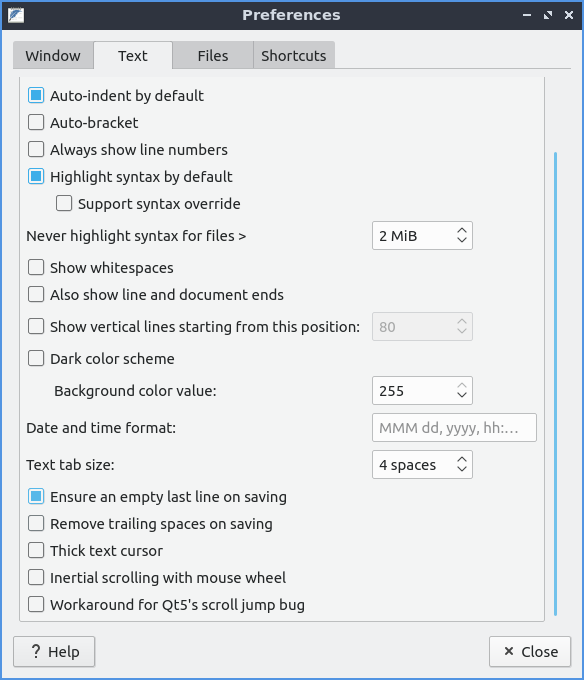 Preferences
Window Text Files Shortcuts
Auto-indent by default
Auto-bracket
Always show line numbers
Highlight syntax by default
Support syntax override
Never highlight syntax for files > 2 MiB
Show whitespaces
Also show line and document ends
Show vertical lines starting from this position: 80
Dark color scheme
Background color value: 255
Date and time format: MMM dd, yyyy, hh:...
Text tab size: 4 spaces
Ensure an empty last line on saving
Remove trailing spaces on saving
Thick text cursor
Inertial scrolling with mouse wheel
Workaround for Qt5's scroll jump bug
? Help × Close